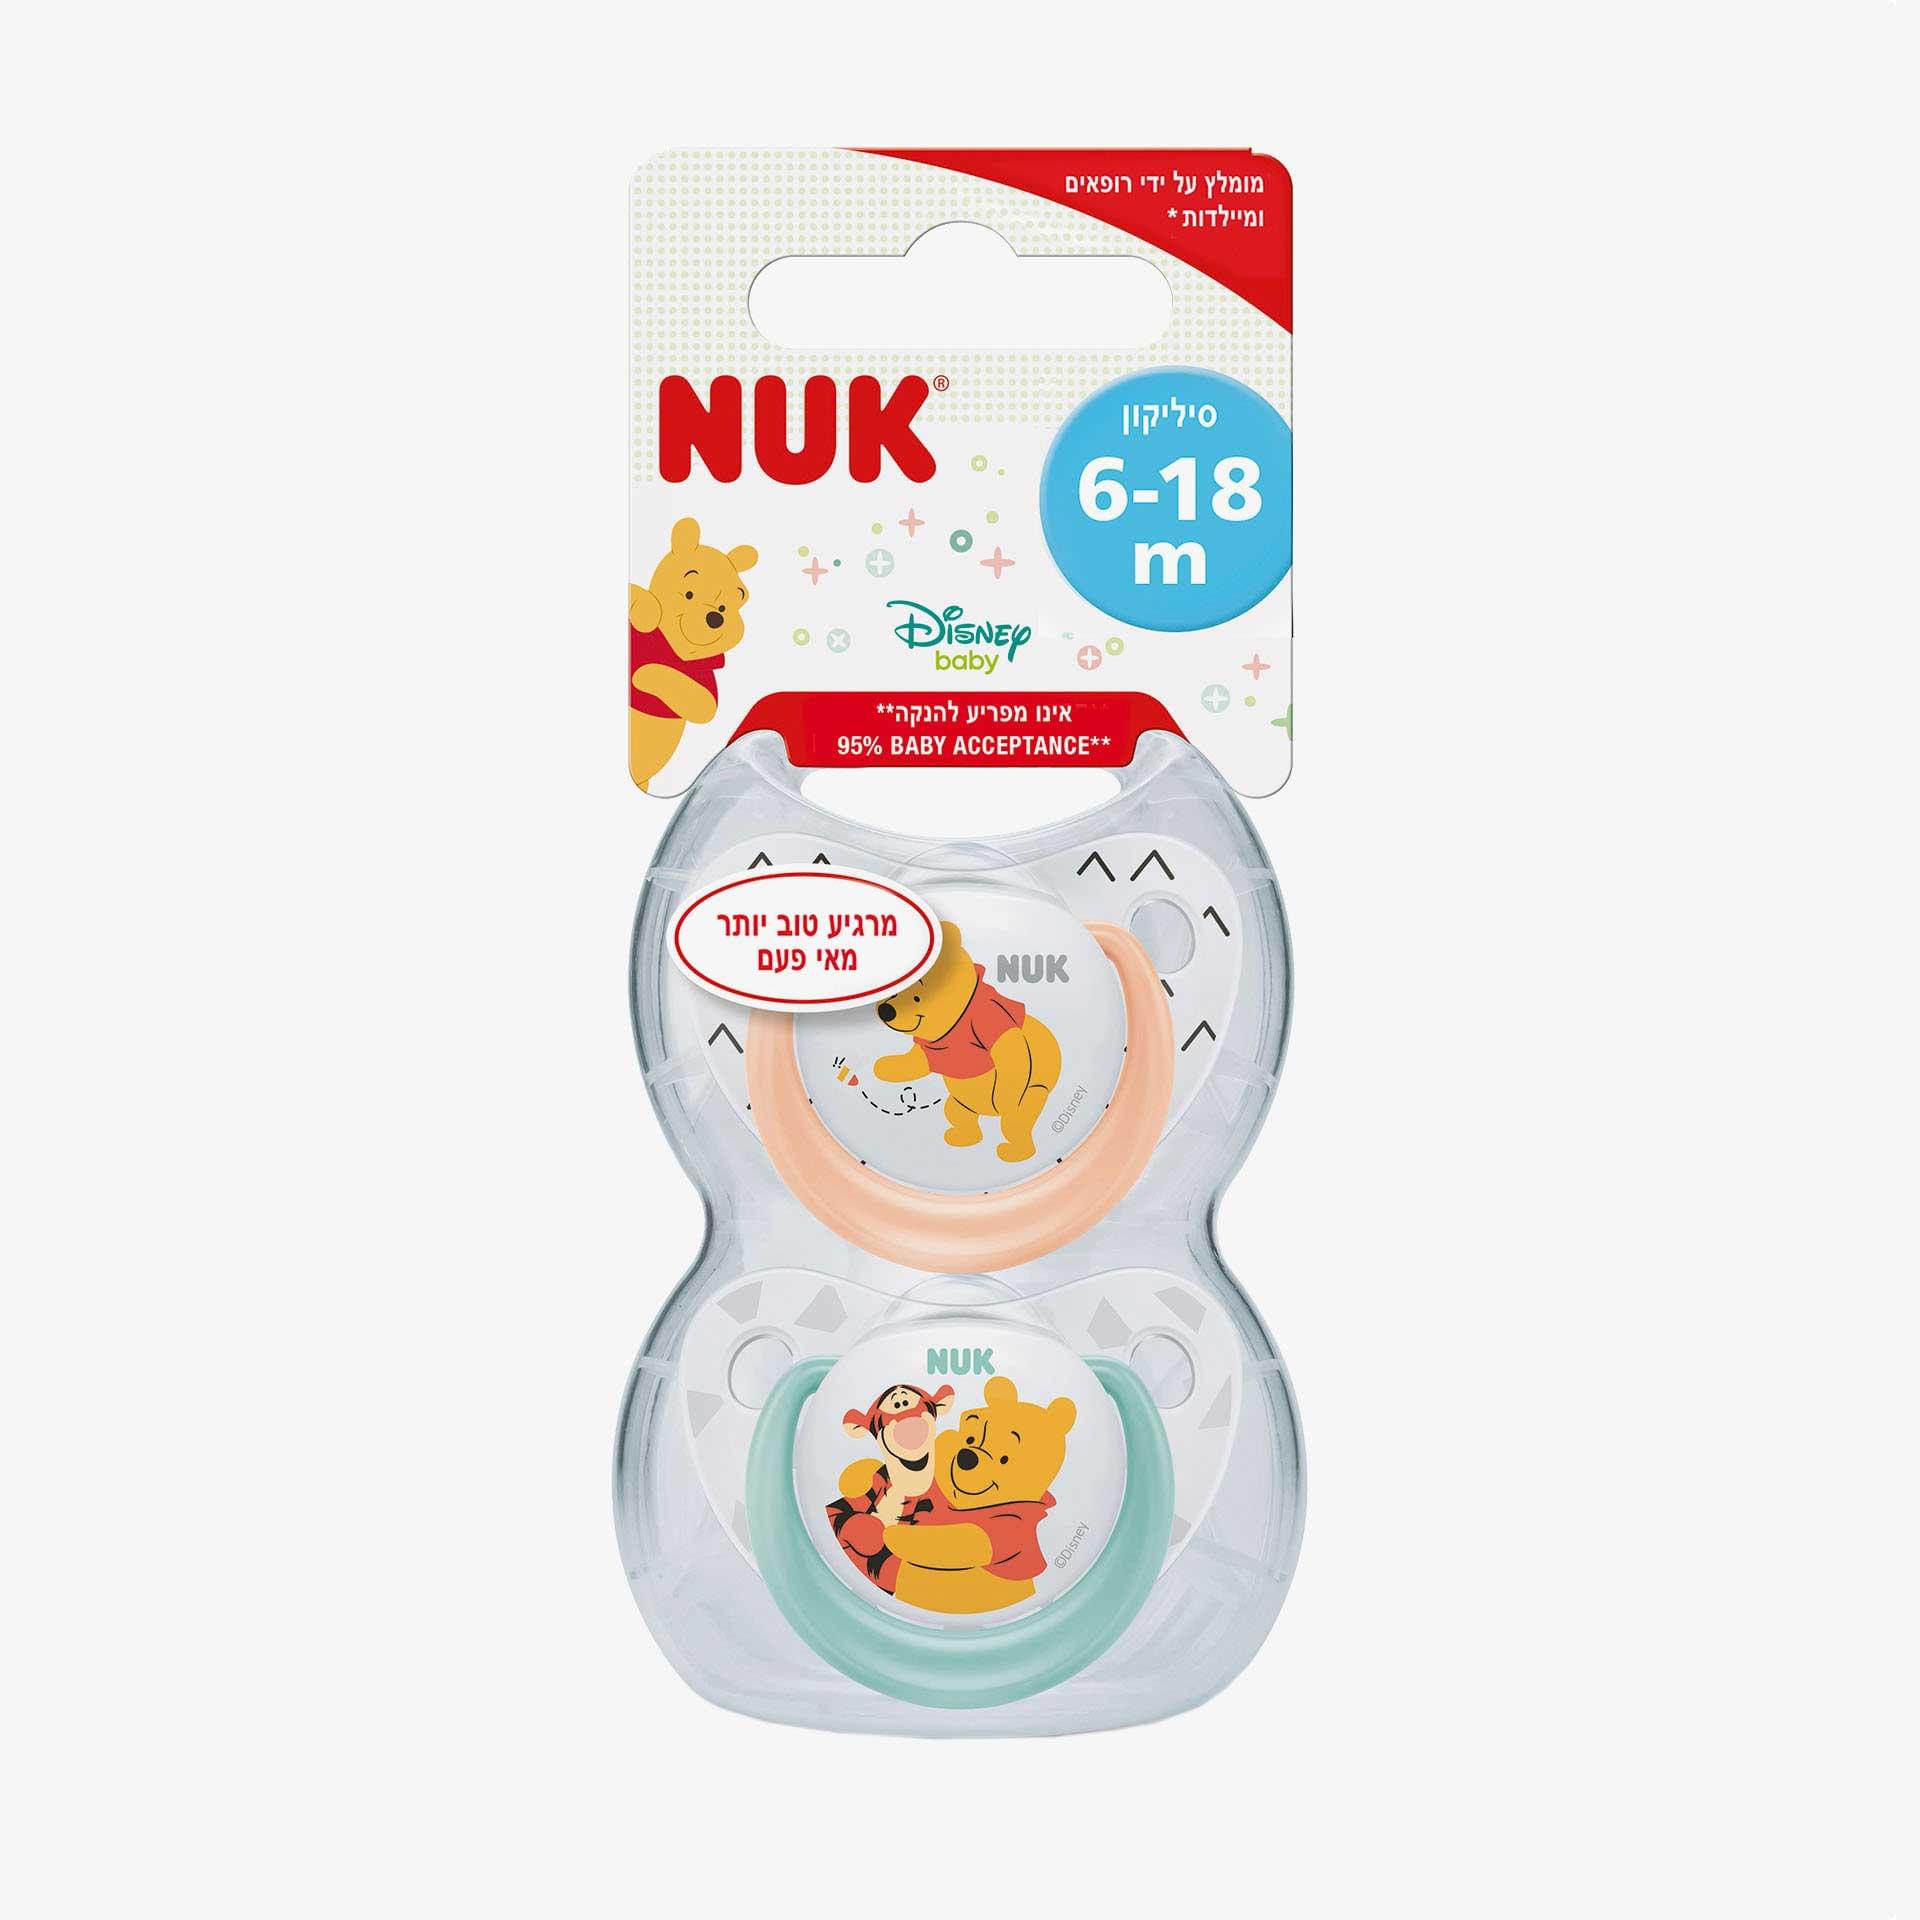 מומלץ על ידי רופאים
ומיילדות*
NUK®
סיליקון
6-18
m
Disney
baby
אינו מפריע להנקה**
95% BABY ACCEPTANCE**
מרגיע טוב יותר
מאי פעם
NUK
©Disney
NUK
©Disney